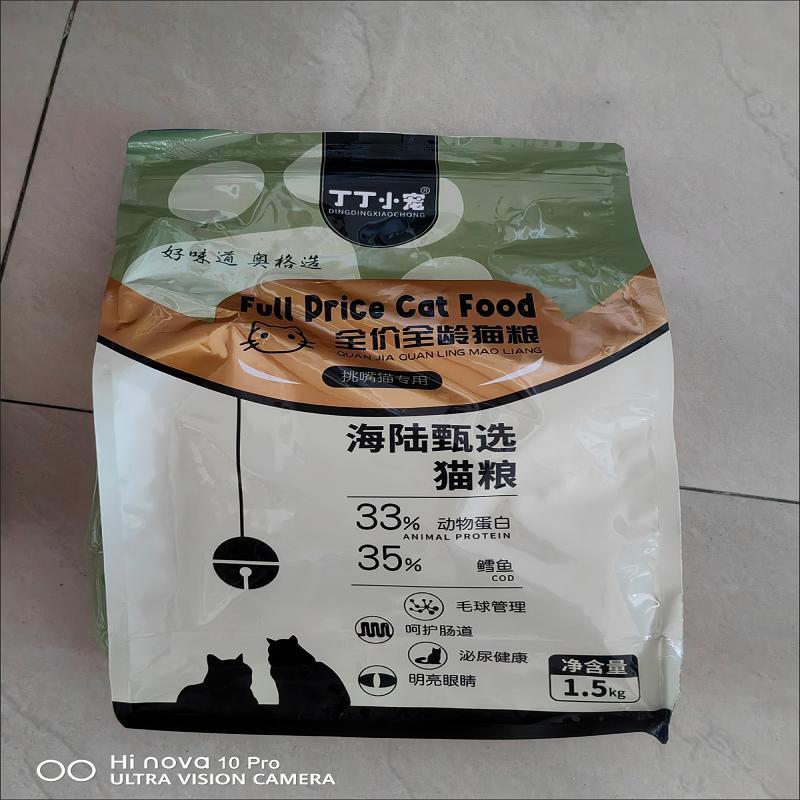 丁丁小宠®
DINGDINGXIAOCHONG
好味道 奥格造
Full Price Cat Food
全价全龄猫粮
QUAN JIA QUAN LING MAO LIANG
挑嘴猫专用
海陆甄选
猫粮
33% 动物蛋白
ANIMAL PROTEIN
35% 鳕鱼
COD
毛球管理
呵护肠道
泌尿健康
明亮眼睛
净含量
1.5kg
Hi nova 10 Pro
ULTRA VISION CAMERA